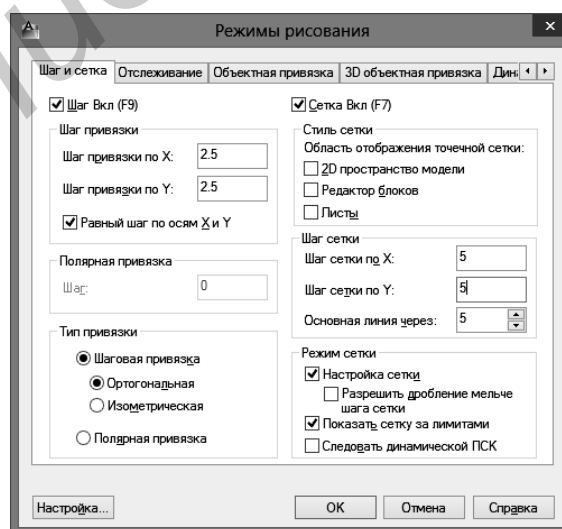 Режимы рисования
Шаг и сетка Отслеживание Объектная привязка 3D объектная привязка
Шаг Вкл (F9)
Шаг привязки
Шаг привязки по X: 2.5
Шаг привязки по Y: 2.5
Равный шаг по осям X и Y
Полярная привязка
Шаг: 0
Тип привязки
Шаговая привязка
Ортогональная
Изометрическая
Полярная привязка
Сетка Вкл (F7)
Стиль сетки
Область отображения точечной сетки:
2D пространство модели
Редактор блоков
Листы
Шаг сетки
Шаг сетки по X: 5
Шаг сетки по Y: 5
Основная линия через: 5
Режим сетки
Настройка сетки
Разрешить дробление мельче
шага сетки
Показать сетку за лимитами
Следовать динамической ПСК
Настройка... OK Отмена Справка